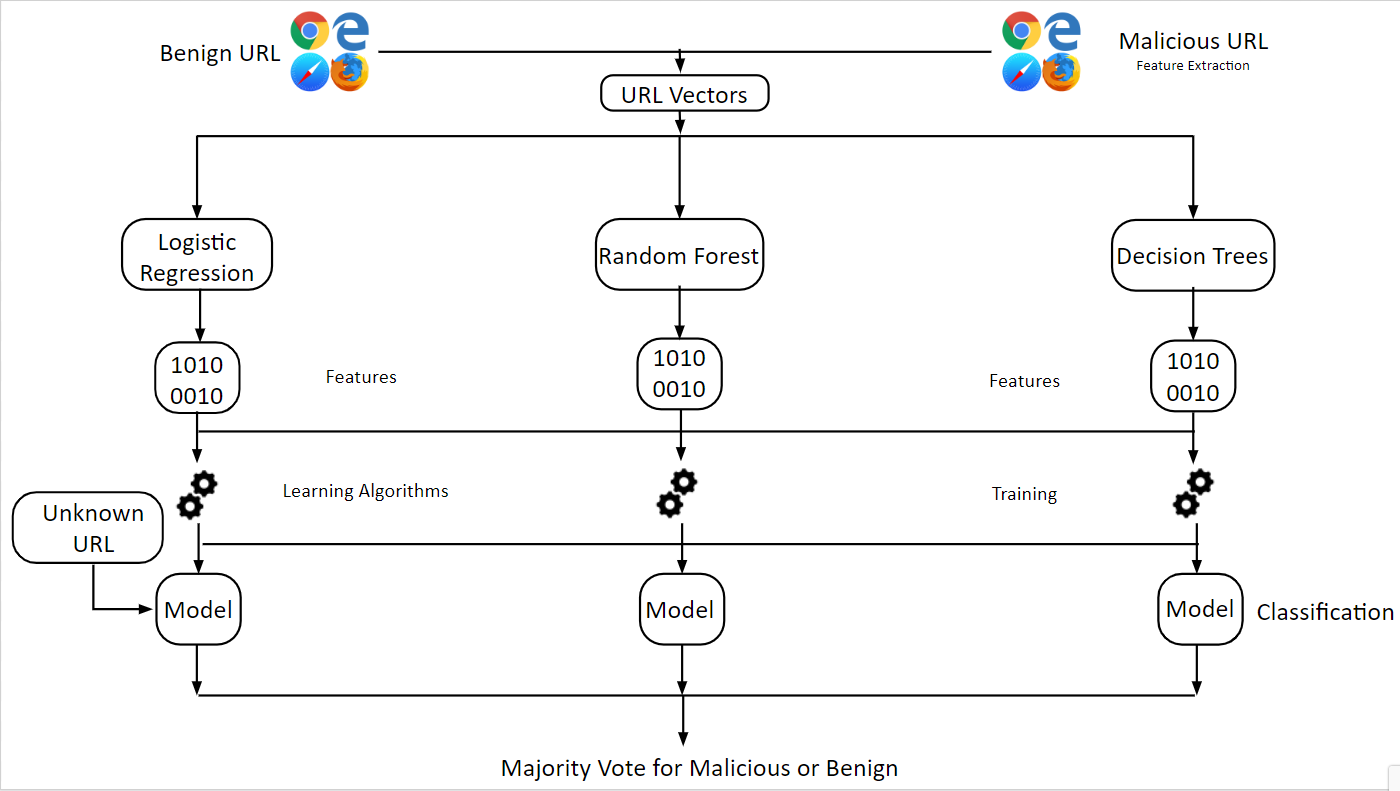 Benign URL
Malicious URL
Feature Extraction
URL Vectors
Logistic
Regression
Random Forest
Decision Trees
1010
0010
Features
1010
0010
Features
1010
0010
Learning Algorithms
Training
Unknown
URL
Model
Model
Model
Classification
Majority Vote for Malicious or Benign